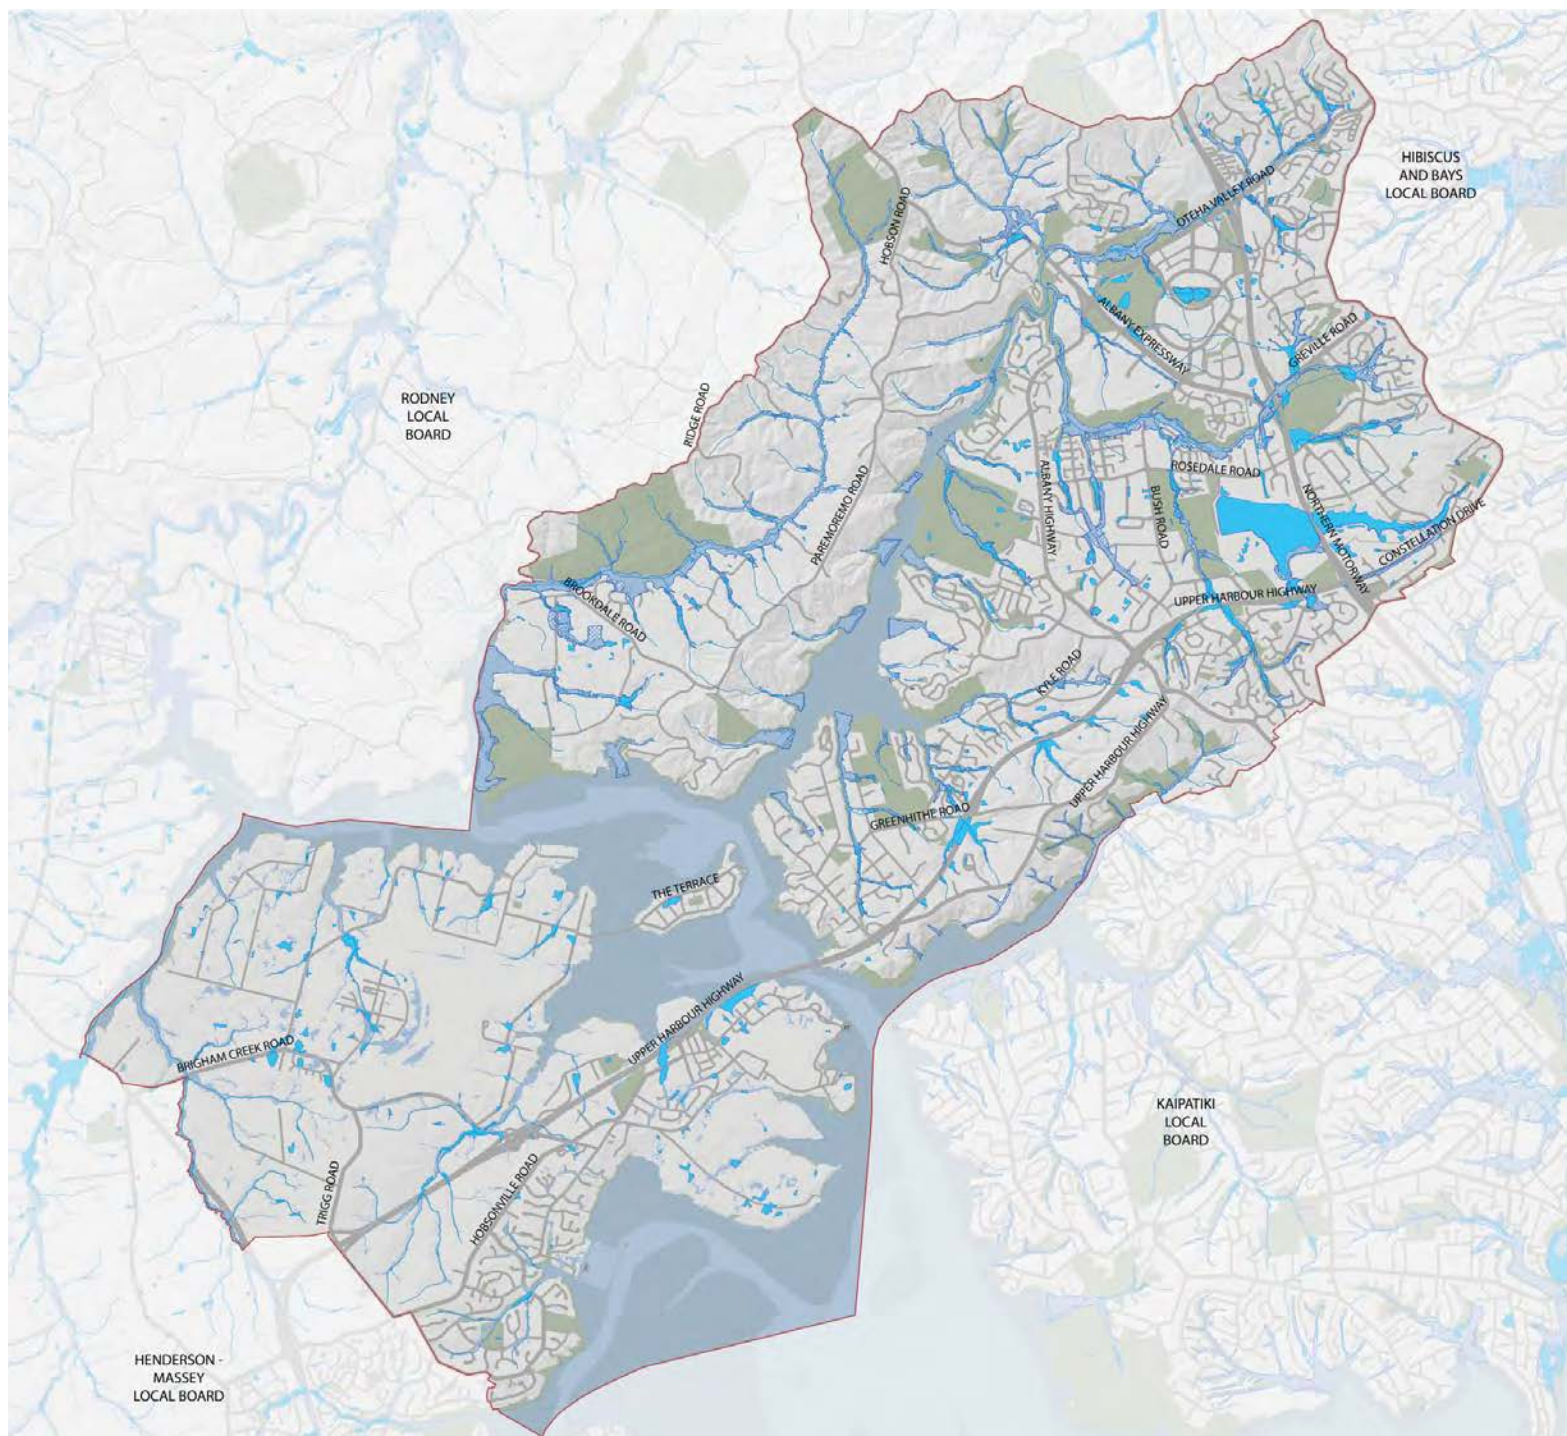 HIBISCUS
AND BAYS
LOCAL BOARD
OTEHA VALLEY ROAD
HOBSON ROAD
ALBANY EXPRESSWAY
GREVILLE ROAD
RODNEY
LOCAL
BOARD
RIDGE ROAD
PAREMOREMO ROAD
ALBANY HIGHWAY
ROSEDALE ROAD
BUSH ROAD
NORTHERN MOTORWAY
CONSTELLATION DRIVE
BROOKDALE ROAD
UPPER HARBOUR HIGHWAY
KYLE ROAD
UPPER HARBOUR HIGHWAY
GREENHITHE ROAD
THE TERRACE
UPPER HARBOUR HIGHWAY
BRIGHAM CREEK ROAD
KAIPATIKI
LOCAL
BOARD
TRIGG ROAD
HOBSONVILLE ROAD
HENDERSON -
MASSEY
LOCAL BOARD